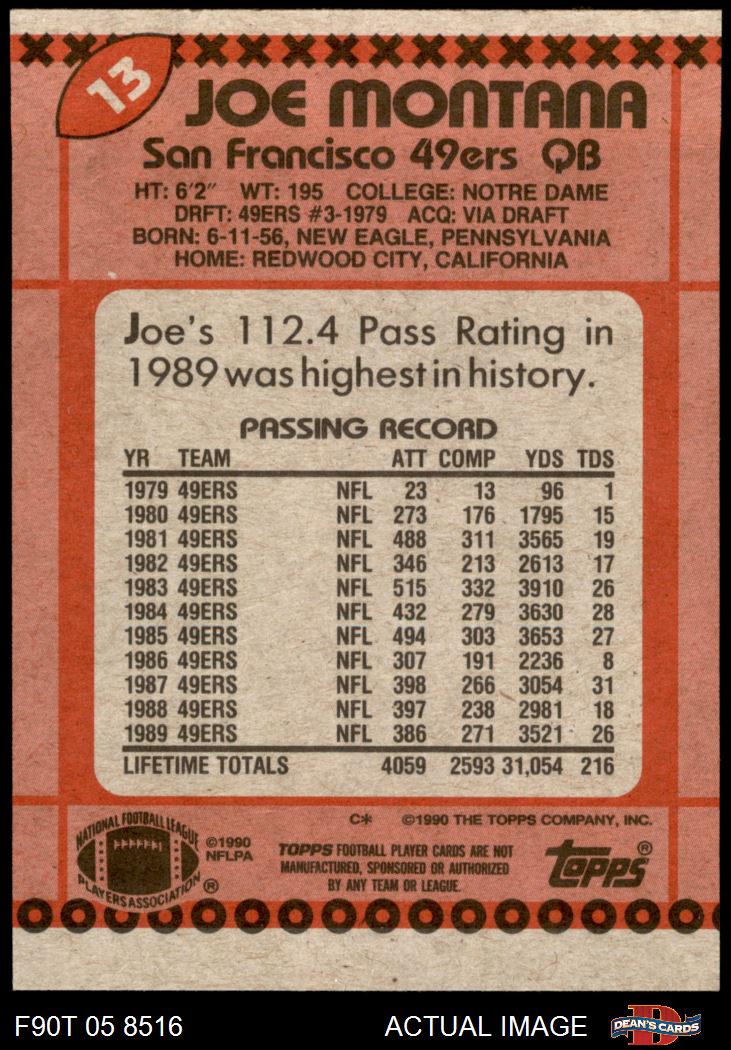 13
JOE MONTANA
San Francisco 49ers QB
HT: 6'2" WT: 195 COLLEGE: NOTRE DAME
DRFT: 49ERS #3-1979 ACQ: VIA DRAFT
BORN: 6-11-56, NEW EAGLE, PENNSYLVANIA
HOME: REDWOOD CITY, CALIFORNIA
Joe's 112.4 Pass Rating in
1989 was highest in history.
PASSING RECORD
YR TEAM ATT COMP YDS TDS
1979 49ERS NFL 23 13 96 1
1980 49ERS NFL 273 176 1795 15
1981 49ERS NFL 488 311 3565 19
1982 49ERS NFL 346 213 2613 17
1983 49ERS NFL 515 332 3910 26
1984 49ERS NFL 432 279 3630 28
1985 49ERS NFL 494 303 3653 27
1986 49ERS NFL 307 191 2236 8
1987 49ERS NFL 398 266 3054 31
1988 49ERS NFL 397 238 2981 18
1989 49ERS NFL 386 271 3521 26
LIFETIME TOTALS 4059 2593 31,054 216
C* ©1990 THE TOPPS COMPANY, INC.
NATIONAL FOOTBALL LEAGUE
PLAYERS ASSOCIATION ®
©1990
NFLPA
TOPPS FOOTBALL PLAYER CARDS ARE NOT
MANUFACTURED, SPONSORED OR AUTHORIZED
BY ANY TEAM OR LEAGUE.
topps ®
F90T 05 8516 ACTUAL IMAGE
D
DEAN'S CARDS